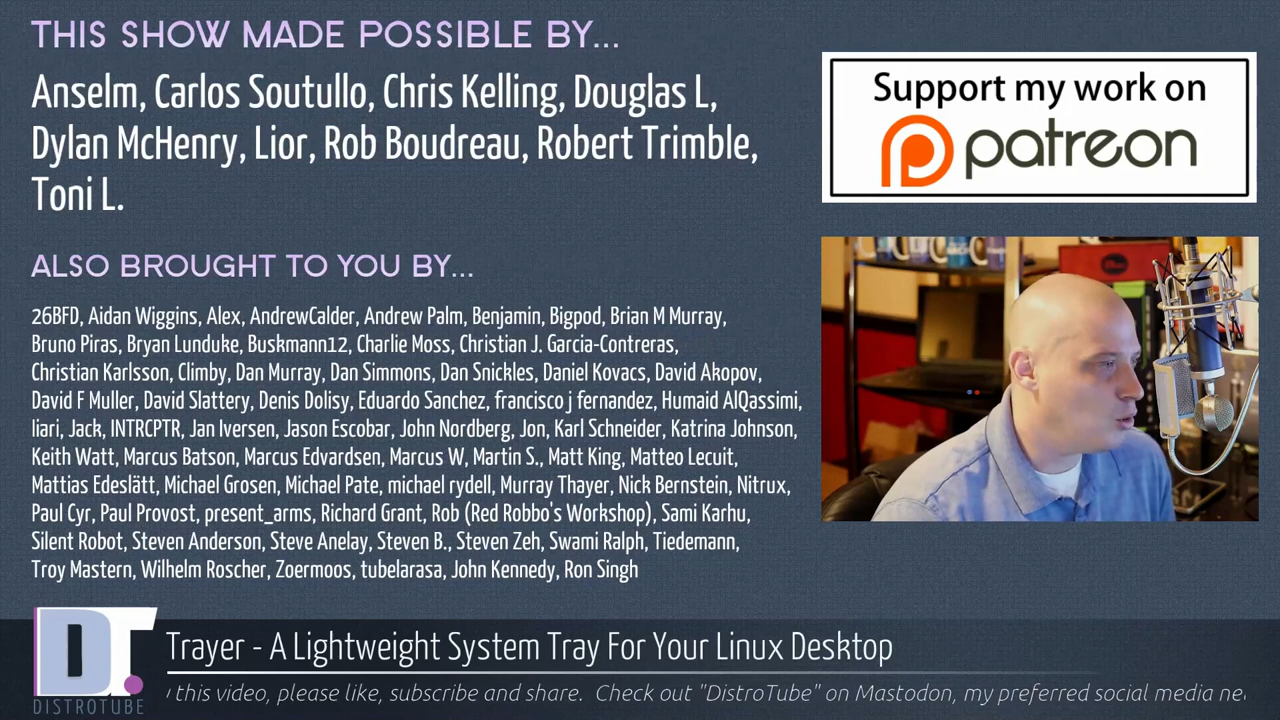 THIS SHOW MADE POSSIBLE BY...
Anselm, Carlos Soutullo, Chris Kelling, Douglas L,
Dylan McHenry, Lior, Rob Boudreau, Robert Trimble,
Toni L.
Support my work on
patreon
ALSO BROUGHT TO YOU BY...
26BFD, Aidan Wiggins, Alex, AndrewCalder, Andrew Palm, Benjamin, Bigpod, Brian M Murray,
Bruno Piras, Bryan Lunduke, Buskmann12, Charlie Moss, Christian J. Garcia-Contreras,
Christian Karlsson, Climby, Dan Murray, Dan Simmons, Dan Snickles, Daniel Kovacs, David Akopov,
David F Muller, David Slattery, Denis Dolisy, Eduardo Sanchez, francisco j fernandez, Humaid AlQassimi,
liari, Jack, INTRCPTR, Jan Iversen, Jason Escobar, John Nordberg, Jon, Karl Schneider, Katrina Johnson,
Keith Watt, Marcus Batson, Marcus Edvardsen, Marcus W, Martin S., Matt King, Matteo Lecuit,
Mattias Edeslätt, Michael Grosen, Michael Pate, michael rydell, Murray Thayer, Nick Bernstein, Nitrux,
Paul Cyr, Paul Provost, present_arms, Richard Grant, Rob (Red Robbo's Workshop), Sami Karhu,
Silent Robot, Steven Anderson, Steve Anelay, Steven B., Steven Zeh, Swami Ralph, Tiedemann,
Troy Mastern, Wilhelm Roscher, Zoermoos, tubelarasa, John Kennedy, Ron Singh
DT.
DISTROTUBE
Trayer - A Lightweight System Tray For Your Linux Desktop
this video, please like, subscribe and share. Check out "DistroTube" on Mastodon, my preferred social media